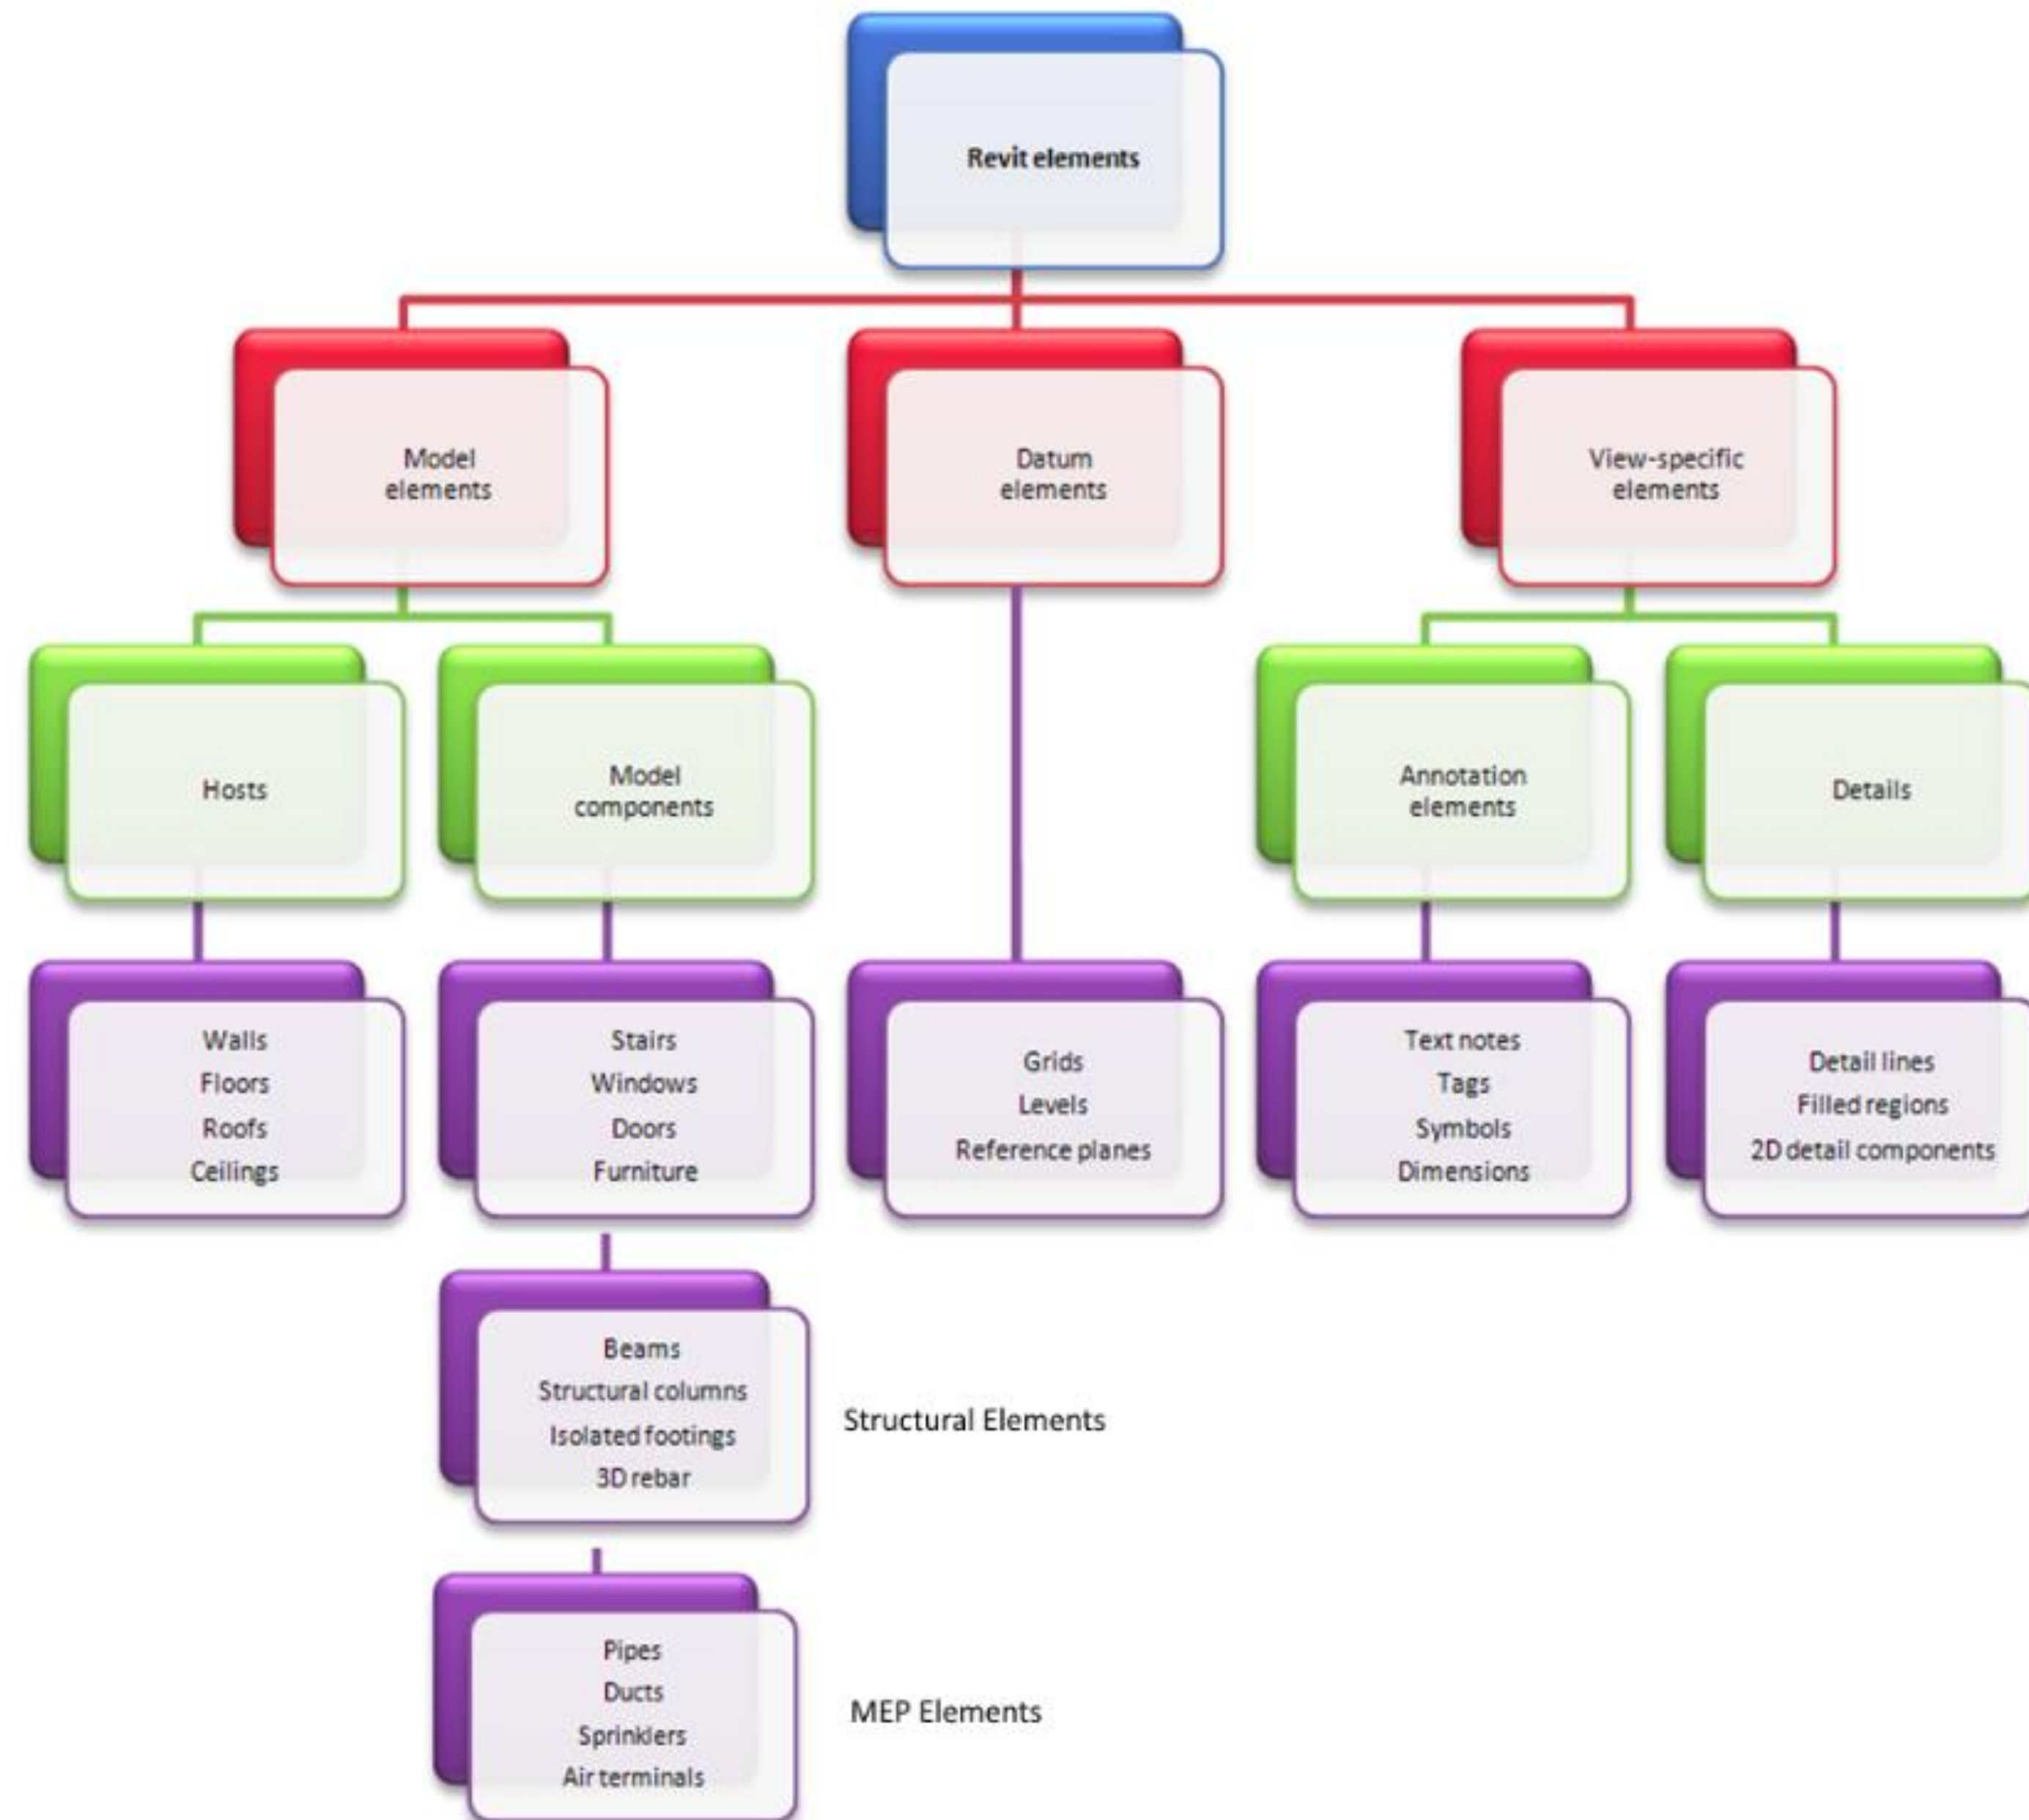 Revit elements
Model
elements
Datum
elements
View-specific
elements
Hosts
Model
components
Annotation
elements
Details
Walls
Floors
Roofs
Ceilings
Stairs
Windows
Doors
Furniture
Grids
Levels
Reference planes
Text notes
Tags
Symbols
Dimensions
Detail lines
Filled regions
2D detail components
Beams
Structural columns
Isolated footings
3D rebar
Structural Elements
Pipes
Ducts
Sprinklers
Air terminals
MEP Elements